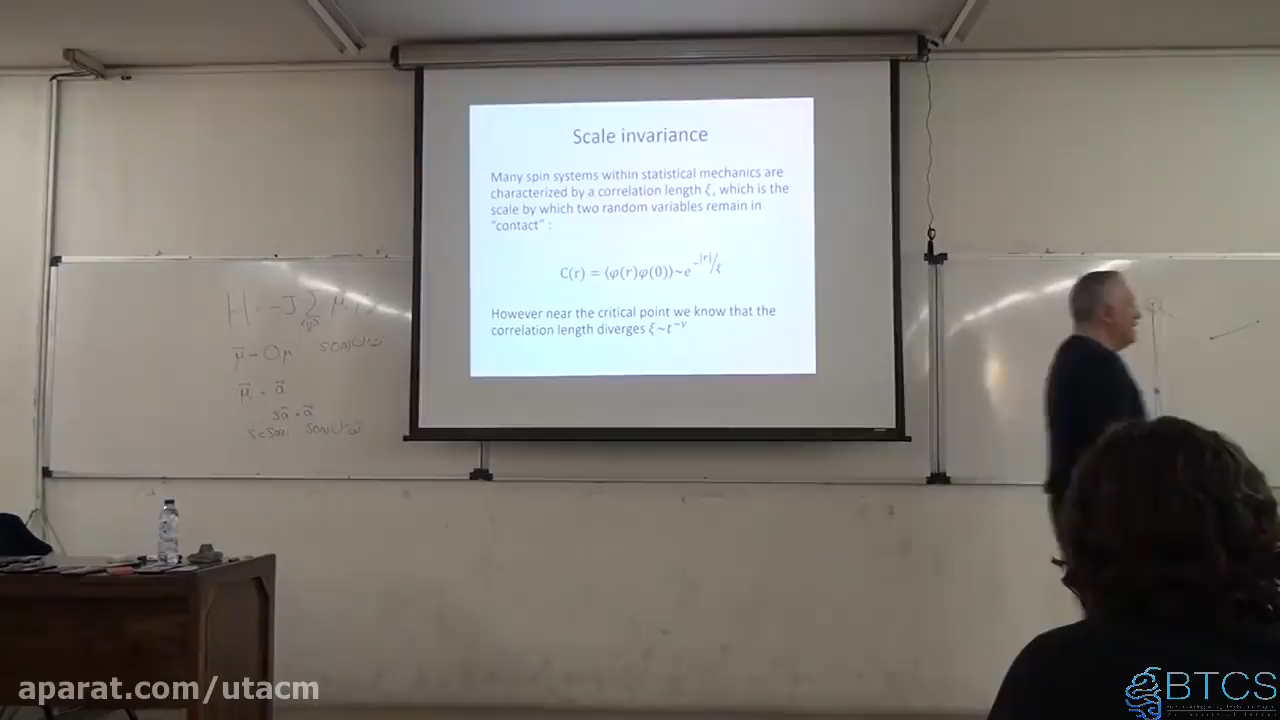 Scale invariance
Many spin systems within statistical mechanics are
characterized by a correlation length ξ, which is the
scale by which two random variables remain in
“contact” :
C(r) = ⟨φ(r)φ(0)⟩~e^{-|r|/ξ}
However near the critical point we know that the
correlation length diverges ξ~t^{-ν}
H = -J Σ
aparat.com/utacm
BTCS